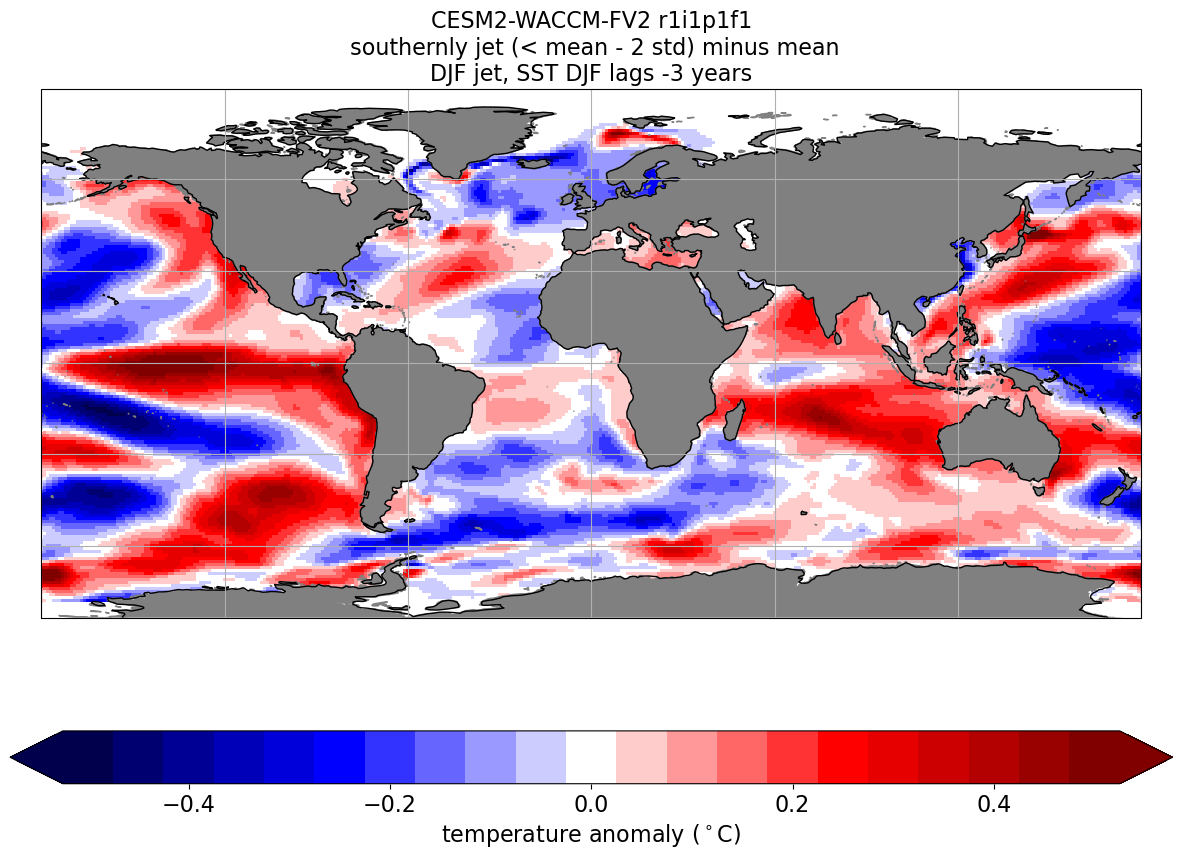 CESM2-WACCM-FV2 r1i1p1f1
southernly jet (< mean - 2 std) minus mean
DJF jet, SST DJF lags -3 years
−0.4 −0.2 0.0 0.2 0.4
temperature anomaly (°C)